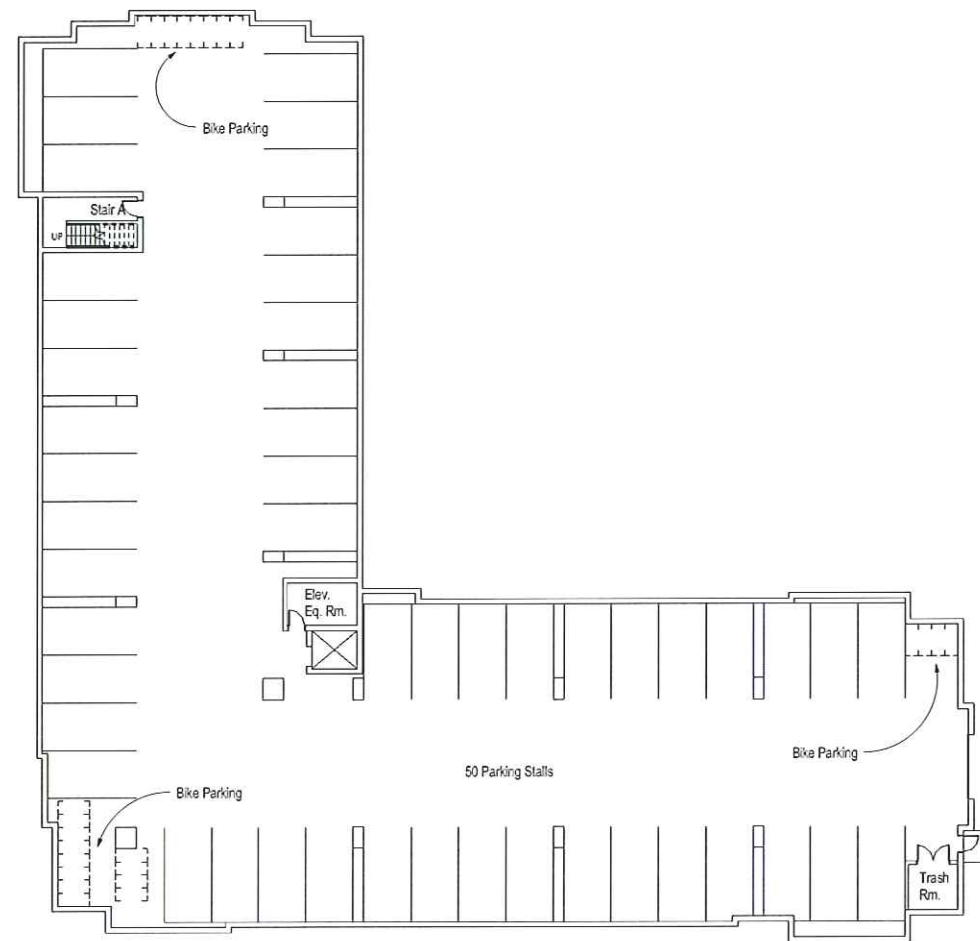 Bike Parking
Stair A
UP
Elev.
Eq. Rm.
Bike Parking
50 Parking Stalls
Bike Parking
Trash
Rm.